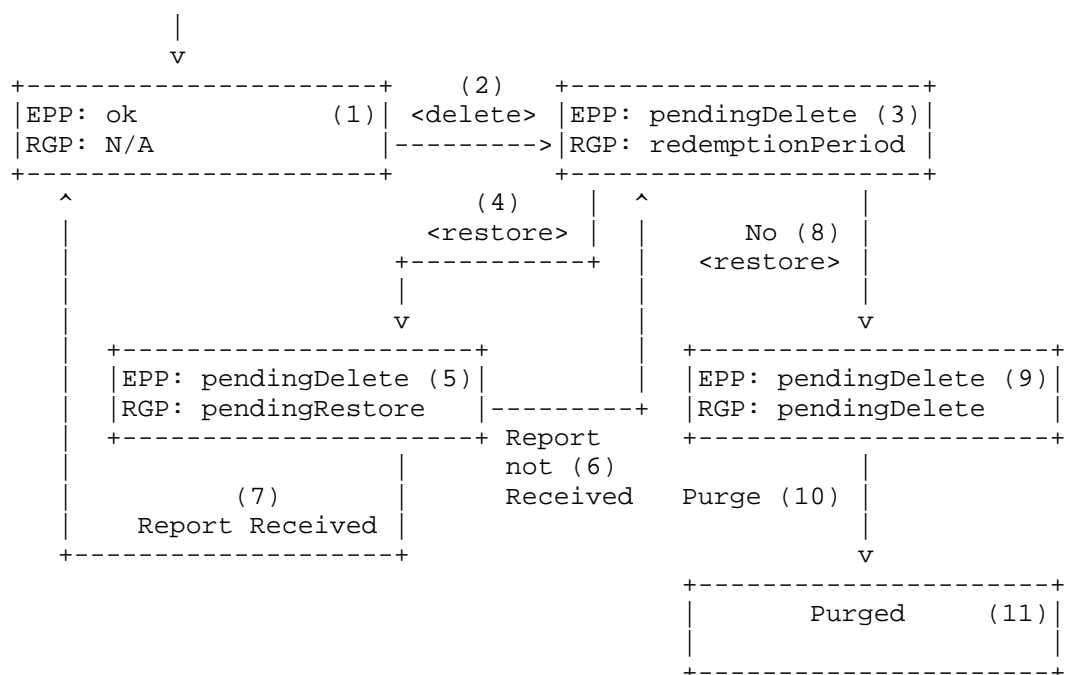 (2)
EPP: ok (1) <delete> EPP: pendingDelete (3)
RGP: N/A RGP: redemptionPeriod
(4)
<restore> No (8)
<restore>
EPP: pendingDelete (5) EPP: pendingDelete (9)
RGP: pendingRestore RGP: pendingDelete
Report
not (6)
(7) Received Purge (10)
Report Received
Purged (11)